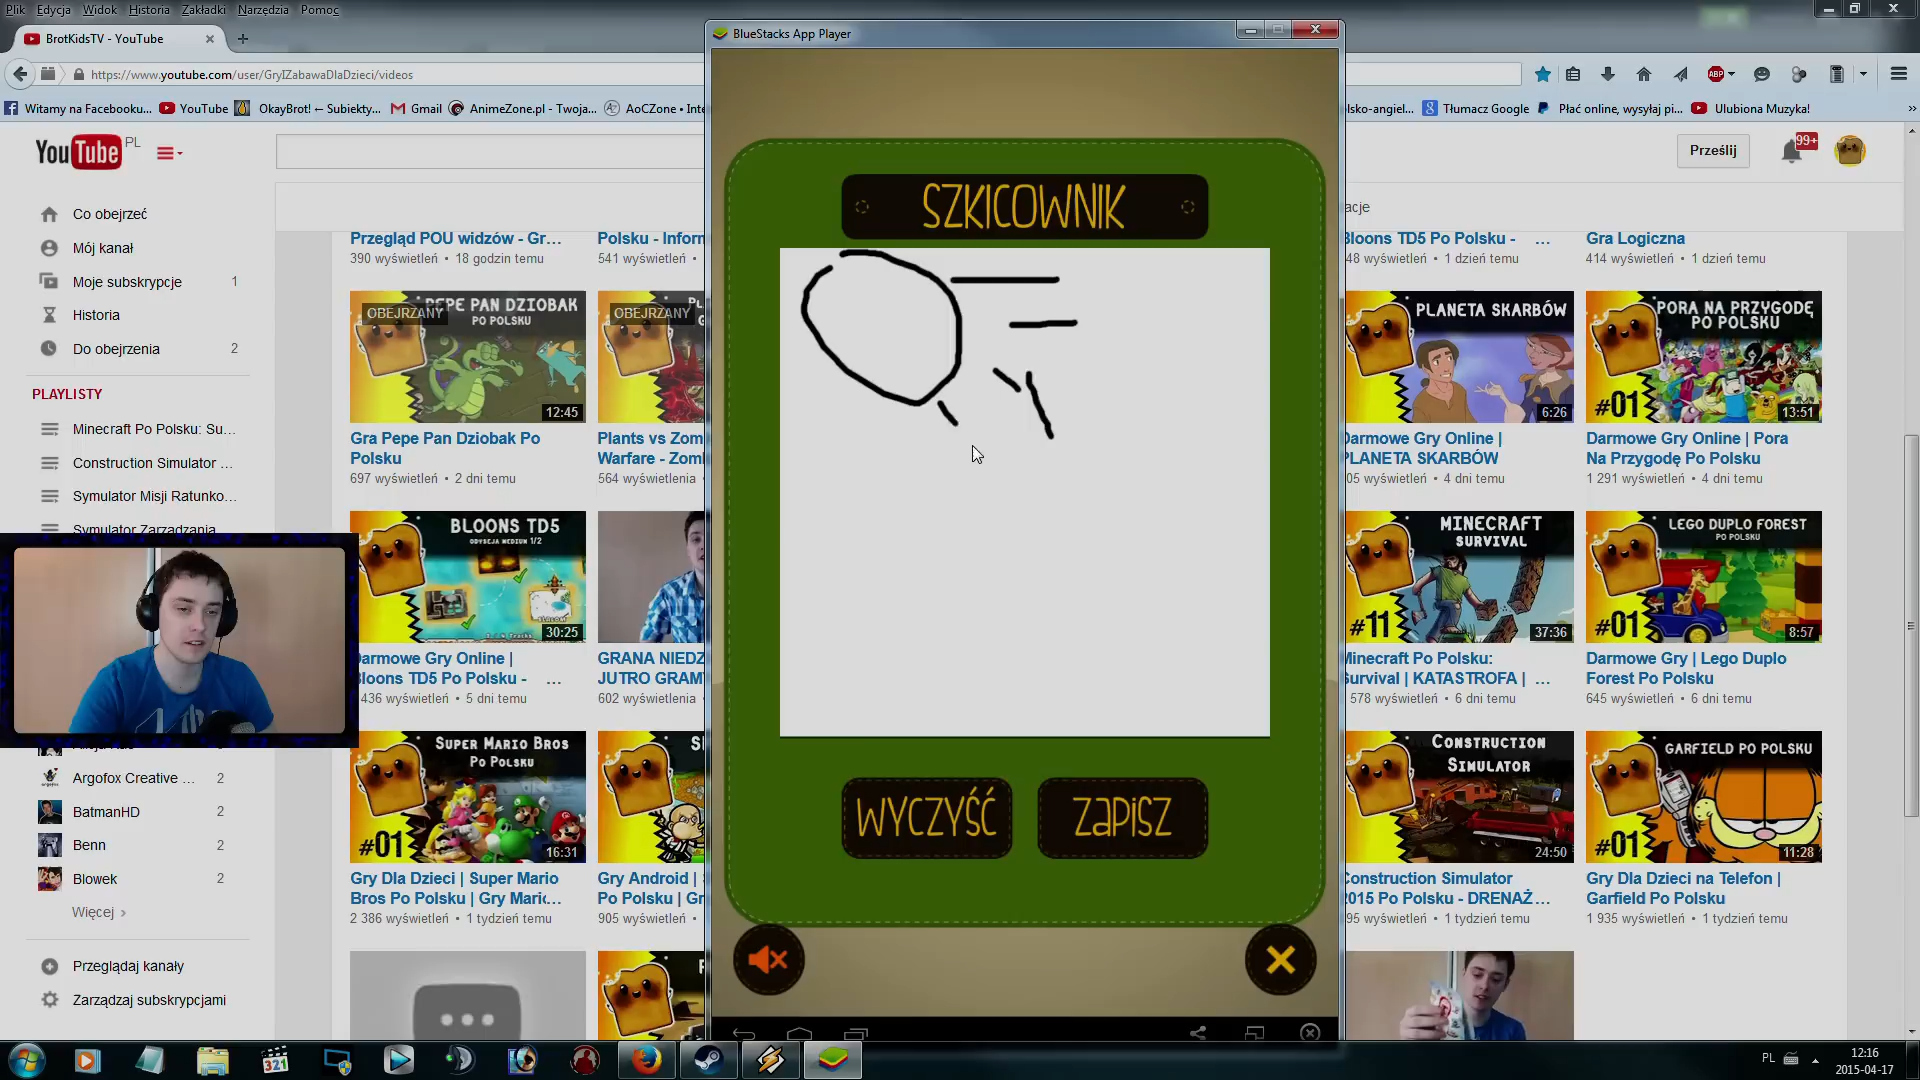 Plik Edycja Widok Historia Zakładki Narzędzia Pomoc
BrotKidsTV - YouTube
https://www.youtube.com/user/GryIZabawaDlaDzieci/videos
Witamy na Facebooku... YouTube OkayBrot! ← Subiekty... Gmail AnimeZone.pl - Twoja... AoCZone • Inte
lsko-angiel... Tłumacz Google Płać online, wysyłaj pi... Ulubiona Muzyka!
ABP
BlueStacks App Player
YouTube PL
Prześlij
99+
Co obejrzeć
Mój kanał
Moje subskrypcje 1
Historia
Do obejrzenia 2
PLAYLISTY
Minecraft Po Polsku: Su...
Construction Simulator ...
Symulator Misji Ratunko...
Symulator Zarządzania
Argofox Creative ... 2
BatmanHD 2
Benn 2
Blowek 2
Więcej
Przeglądaj kanały
Zarządzaj subskrypcjami
Przegląd POU widzów - Gr...
390 wyświetleń • 18 godzin temu
Polsku - Inform
541 wyświetleń •
OBEJRZANY
PEPE PAN DZIOBAK
PO POLSKU
12:45
Gra Pepe Pan Dziobak Po
Polsku
697 wyświetleń • 2 dni temu
OBEJRZANY
Plants vs Zom
Warfare - Zoml
564 wyświetlenia
BLOONS TD5
ODYSEJA MEDIUM 1/2
30:25
Darmowe Gry Online |
Bloons TD5 Po Polsku - ...
436 wyświetleń • 5 dni temu
GRANA NIEDZ
JUTRO GRAMY
602 wyświetlenia
SUPER MARIO BROS
PO POLSKU
#01
16:31
Gry Dla Dzieci | Super Mario
Bros Po Polsku | Gry Mario...
2 386 wyświetleń • 1 tydzień temu
Gry Android |
Po Polsku | Gr
905 wyświetleń
SZKICOWNIK
WYCZYŚĆ
ZAPISZ
acje
Bloons TD5 Po Polsku - ...
48 wyświetleń • 1 dzień temu
Gra Logiczna
414 wyświetleń • 1 dzień temu
PLANETA SKARBÓW
6:26
Darmowe Gry Online |
PLANETA SKARBÓW
05 wyświetleń • 4 dni temu
PORA NA PRZYGODĘ
PO POLSKU
#01
13:51
Darmowe Gry Online | Pora
Na Przygodę Po Polsku
1 291 wyświetleń • 4 dni temu
MINECRAFT
SURVIVAL
#11
37:36
Minecraft Po Polsku:
Survival | KATASTROFA | ...
578 wyświetleń • 6 dni temu
LEGO DUPLO FOREST
PO POLSKU
#01
8:57
Darmowe Gry | Lego Duplo
Forest Po Polsku
645 wyświetleń • 6 dni temu
CONSTRUCTION
SIMULATOR
24:50
Construction Simulator
2015 Po Polsku - DRENAŻ...
95 wyświetleń • 1 tydzień temu
GARFIELD PO POLSKU
#01
11:28
Gry Dla Dzieci na Telefon |
Garfield Po Polsku
1 935 wyświetleń • 1 tydzień temu
321
PL
12:16
2015-04-17